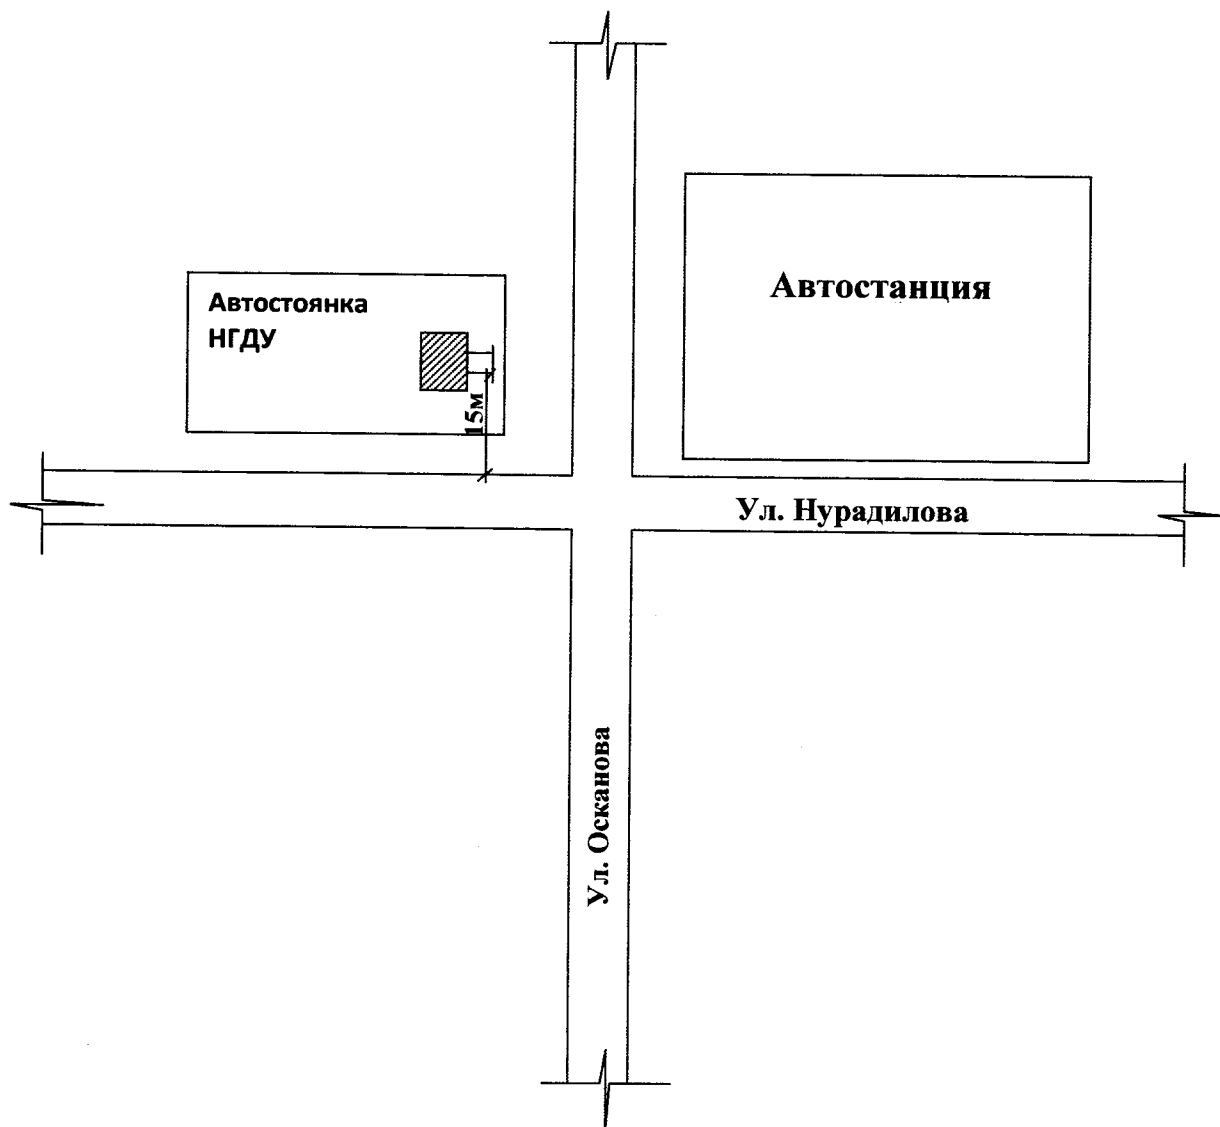 Автостанция
Автостоянка
НГДУ
15м
Ул. Нурадилова
Ул. Осканова